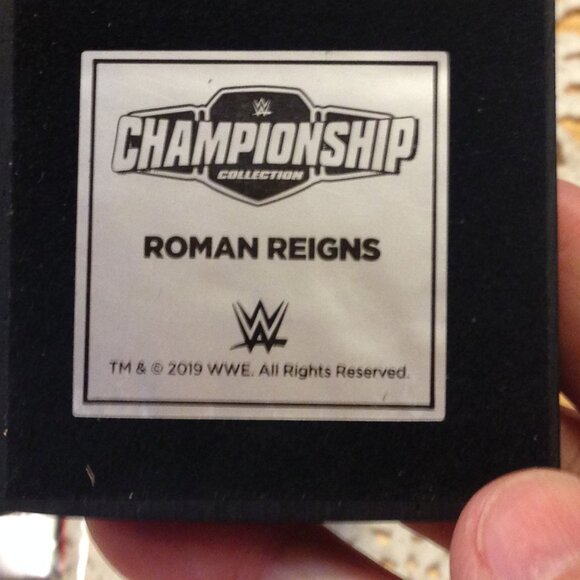 W
CHAMPIONSHIP
COLLECTION
ROMAN REIGNS
W
TM & © 2019 WWE. All Rights Reserved.